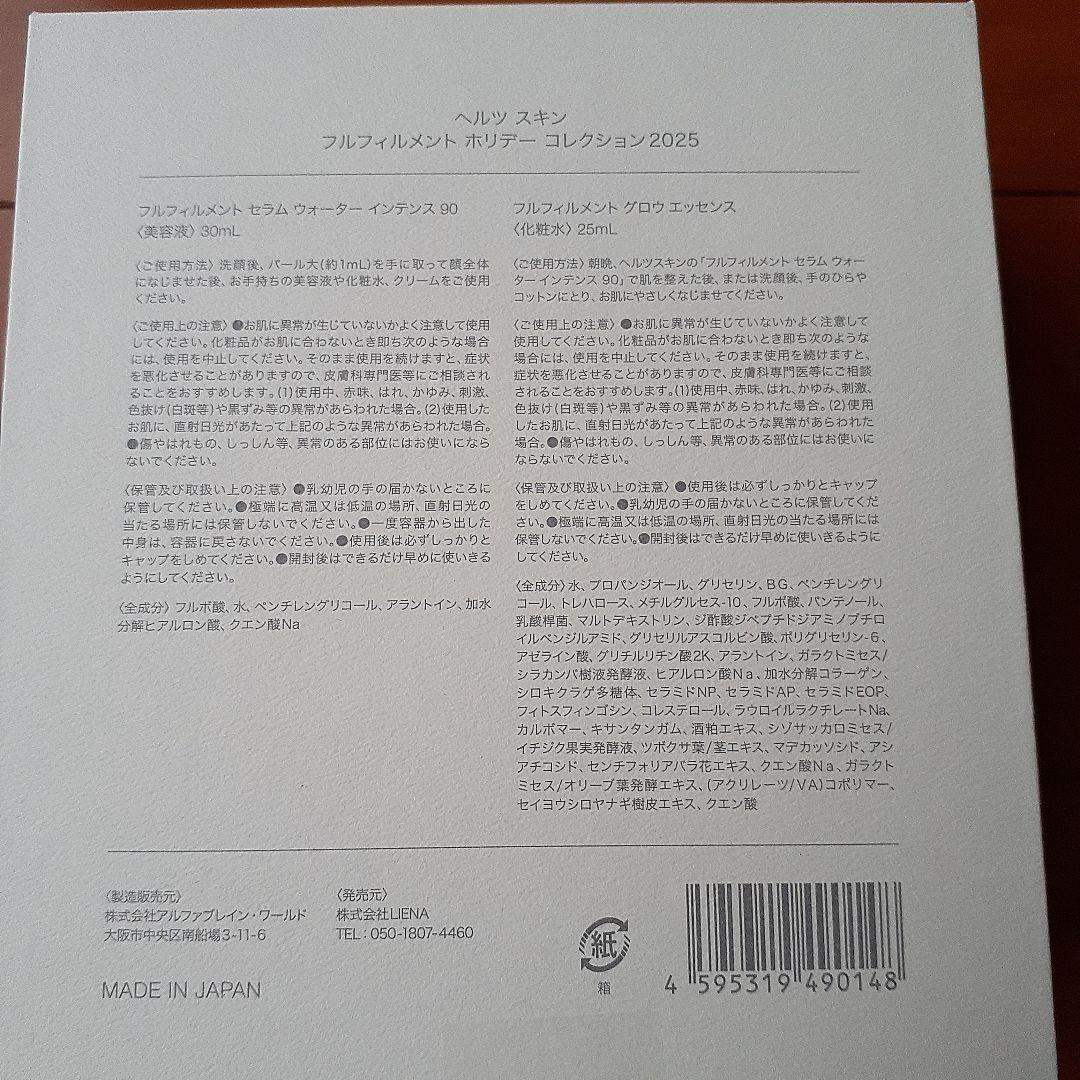 ヘルツ スキン
フルフィルメント ホリデー コレクション2025
フルフィルメント セラム ウォーター インテンス 90
〈美容液〉 30mL
〈ご使用方法〉 洗顔後、パール大(約1mL)を手に取って顔全体
になじませた後、お手持ちの美容液や化粧水、クリームをご使用
ください。
〈ご使用上の注意〉 ●お肌に異常が生じていないかよく注意して使用
してください。化粧品がお肌に合わないとき即ち次のような場合
には、使用を中止してください。そのまま使用を続けますと、症状
を悪化させることがありますので、皮膚科専門医等にご相談され
ることをおすすめします。(1)使用中、赤味、はれ、かゆみ、刺激、
色抜け(白斑等)や黒ずみ等の異常があらわれた場合。(2)使用した
お肌に、直射日光があたって上記のような異常があらわれた場合。
●傷やはれもの、しっしん等、異常のある部位にはお使いになら
ないでください。
〈保管及び取扱い上の注意〉 ●乳幼児の手の届かないところに
保管してください。●極端に高温又は低温の場所、直射日光の
当たる場所には保管しないでください。●一度容器から出した
中身は、容器に戻さないでください。●使用後は必ずしっかりと
キャップをしめてください。●開封後はできるだけ早めに使いきる
ようにしてください。
〈全成分〉 フルボ酸、水、ペンチレングリコール、アラントイン、加水
分解ヒアルロン酸、クエン酸Na
フルフィルメント グロウ エッセンス
〈化粧水〉 25mL
〈ご使用方法〉 朝晩、ヘルツスキンの「フルフィルメント セラム ウォー
ター インテンス 90」で肌を整えた後、または洗顔後、手のひらや
コットンにとり、お肌にやさしくなじませてください。
〈ご使用上の注意〉 ●お肌に異常が生じていないかよく注意して
使用してください。化粧品がお肌に合わないとき即ち次のような
場合には、使用を中止してください。そのまま使用を続けますと、
症状を悪化させることがありますので、皮膚科専門医等にご相談さ
れることをおすすめします。(1)使用中、赤味、はれ、かゆみ、刺激、
色抜け(白斑等)や黒ずみ等の異常があらわれた場合。(2)使用
したお肌に、直射日光があたって上記のような異常があらわれた
場合。●傷やはれもの、しっしん等、異常のある部位にはお使いに
ならないでください。
〈保管及び取扱い上の注意〉 ●使用後は必ずしっかりとキャップ
をしめてください。●乳幼児の手の届かないところに保管してくだ
さい。●極端に高温又は低温の場所、直射日光の当たる場所には
保管しないでください。●開封後はできるだけ早めに使いきるように
してください。
〈全成分〉 水、プロパンジオール、グリセリン、BG、ペンチレングリ
コール、トレハロース、メチルグルセス-10、フルボ酸、パンテノール、
乳酸桿菌、マルトデキストリン、ジ酢酸ジペプチドジアミノブチロ
イルベンジルアミド、グリセリルアスコルビン酸、ポリグリセリン-6、
アゼライン酸、グリチルリチン酸2K、アラントイン、ガラクトミセス/
シラカンバ樹液発酵液、ヒアルロン酸Na、加水分解コラーゲン、
シロキクラゲ多糖体、セラミドNP、セラミドAP、セラミドEOP、
フィトスフィンゴシン、コレステロール、ラウロイルラクチレートNa、
カルボマー、キサンタンガム、酒粕エキス、シゾサッカロミセス/
イチジク果実発酵液、ツボクサ葉/茎エキス、マデカッソシド、アシ
アチコシド、センチフォリアバラ花エキス、クエン酸Na、ガラクト
ミセス/オリーブ葉発酵エキス、(アクリレーツ/VA)コポリマー、
セイヨウシロヤナギ樹皮エキス、クエン酸
〈製造販売元〉
株式会社アルファブレイン・ワールド
大阪市中央区南船場3-11-6
〈発売元〉
株式会社LIENA
TEL：050-1807-4460
MADE IN JAPAN
紙
箱
4 595319 490148